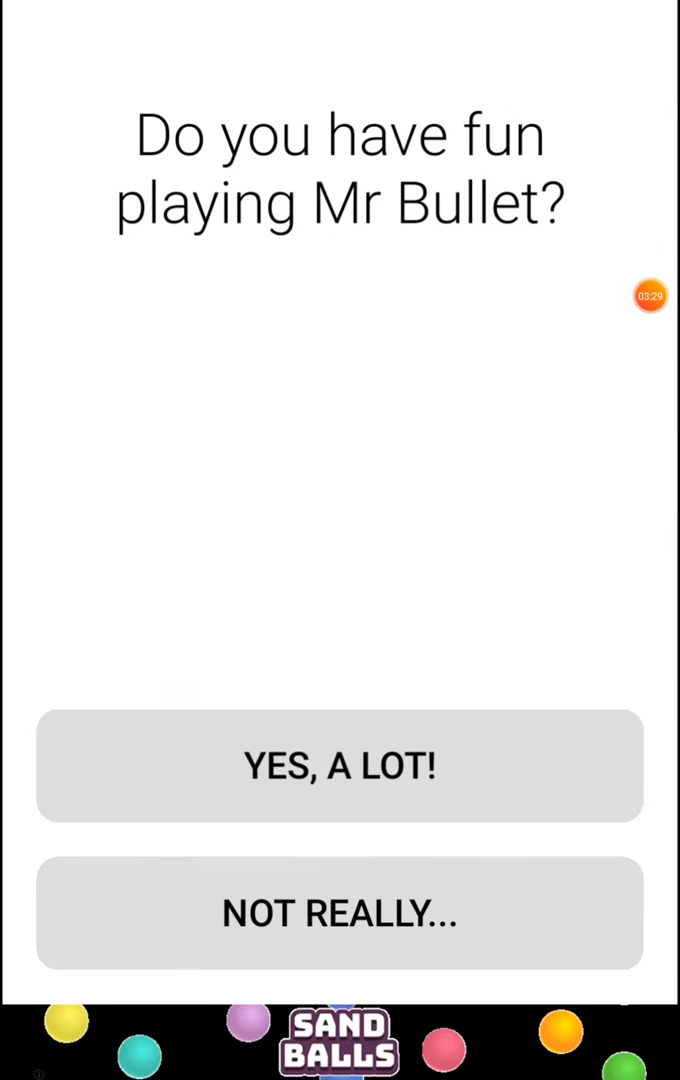 Do you have fun
playing Mr Bullet?
03:29
YES, A LOT!
NOT REALLY...
SAND
BALLS